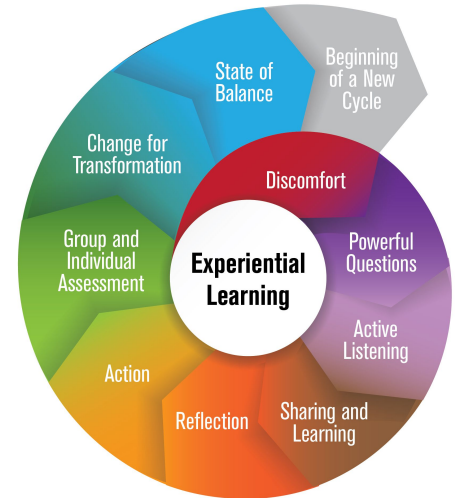 Experiential
Learning
Discomfort
Powerful
Questions
Active
Listening
Sharing and
Learning
Reflection
Action
Group and
Individual
Assessment
Change for
Transformation
State of
Balance
Beginning
of a New
Cycle